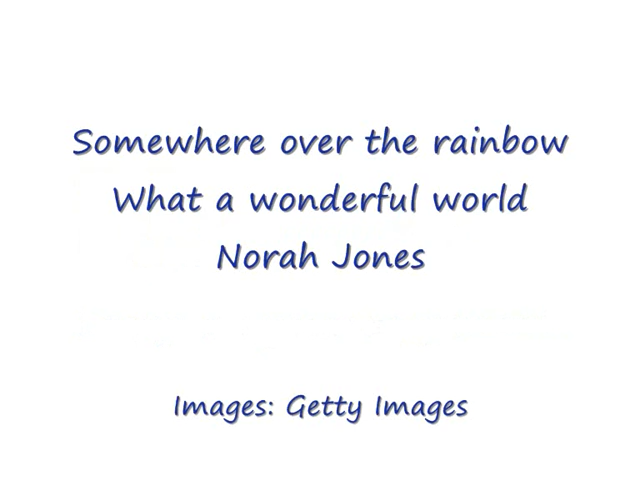 Somewhere over the rainbow
What a wonderful world
Norah Jones
Images: Getty Images